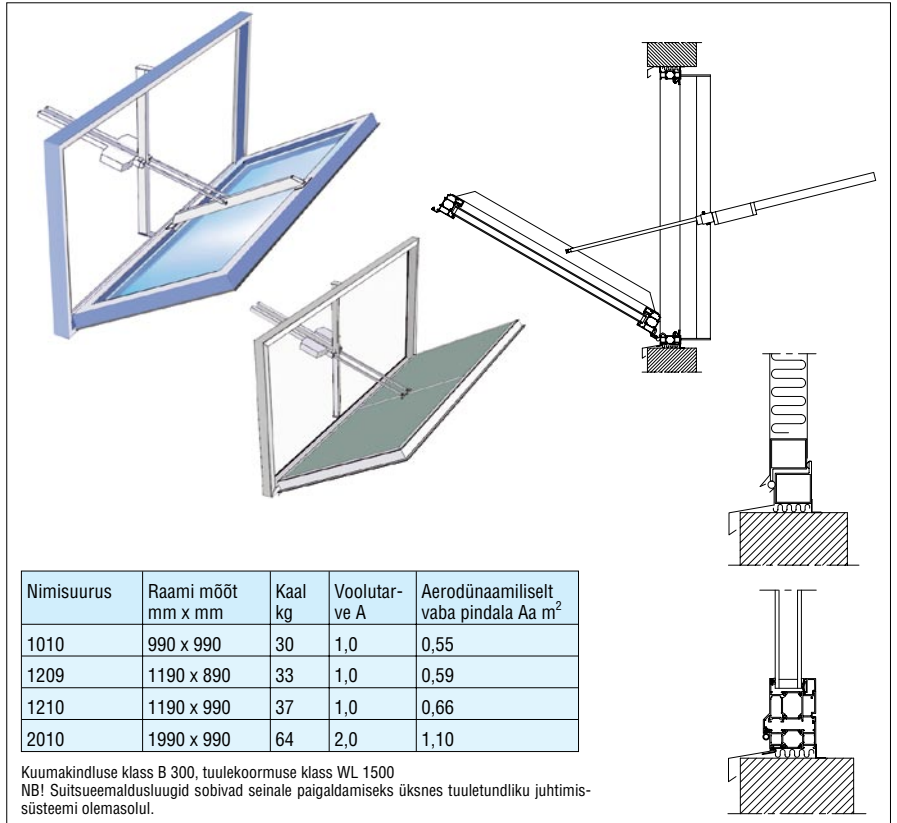 Nimisuurus Raami mõõt Kaal Voolutar- Aerodünaamiliselt
mm x mm kg ve A vaba pindala Aa m²
1010 990 x 990 30 1,0 0,55
1209 1190 x 890 33 1,0 0,59
1210 1190 x 990 37 1,0 0,66
2010 1990 x 990 64 2,0 1,10
Kuumakindluse klass B 300, tuulekoormuse klass WL 1500
NB! Suitsueemaldusluugid sobivad seinale paigaldamiseks üksnes tuuletundliku juhtimis-
süsteemi olemasolul.